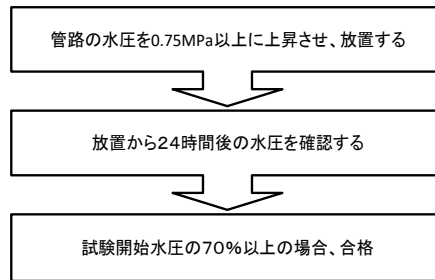 管路の水圧を0.75MPa以上に上昇させ、放置する
放置から２４時間後の水圧を確認する
試験開始水圧の７０％以上の場合、合格